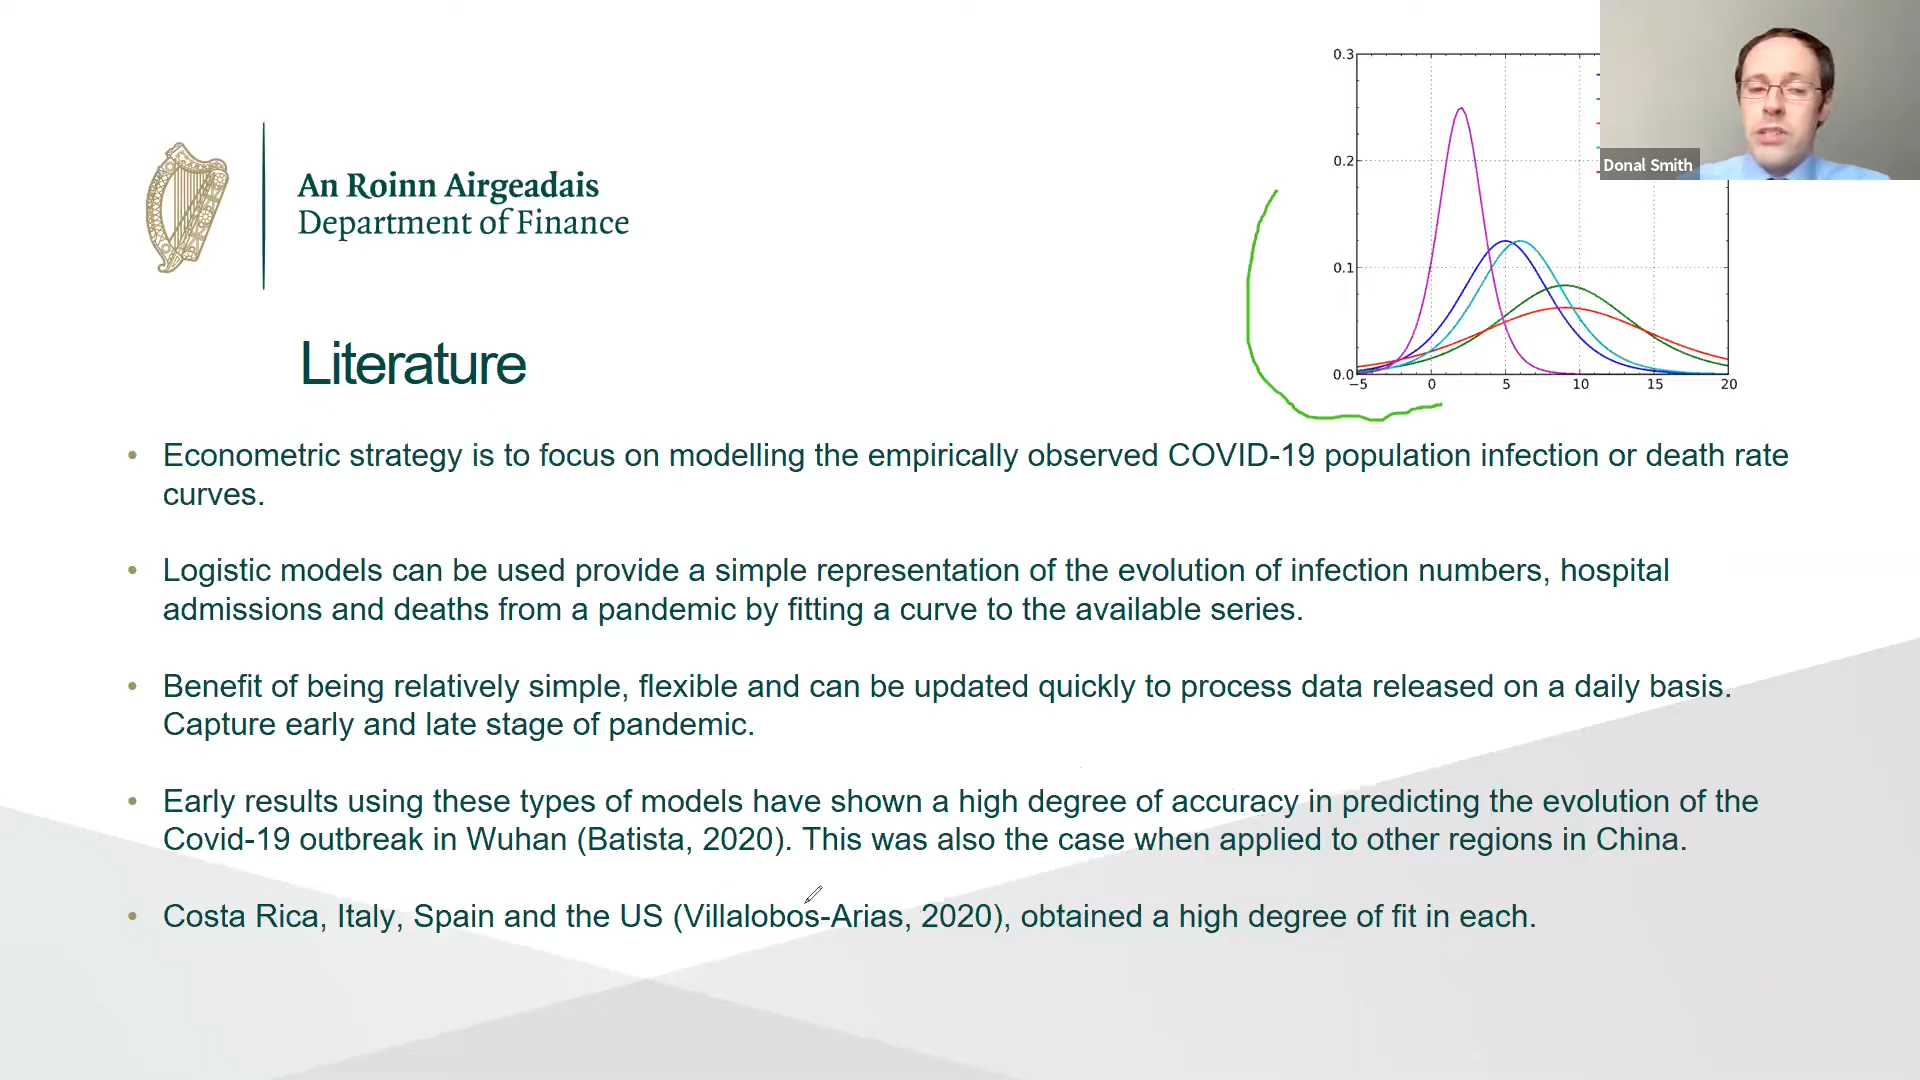 0.3
0.2
0.1
0.0
−5 0 5 10 15 20
Donal Smith
An Roinn Airgeadais
Department of Finance
Literature
• Econometric strategy is to focus on modelling the empirically observed COVID-19 population infection or death rate
curves.
• Logistic models can be used provide a simple representation of the evolution of infection numbers, hospital
admissions and deaths from a pandemic by fitting a curve to the available series.
• Benefit of being relatively simple, flexible and can be updated quickly to process data released on a daily basis.
Capture early and late stage of pandemic.
• Early results using these types of models have shown a high degree of accuracy in predicting the evolution of the
Covid-19 outbreak in Wuhan (Batista, 2020). This was also the case when applied to other regions in China.
• Costa Rica, Italy, Spain and the US (Villalobos-Arias, 2020), obtained a high degree of fit in each.